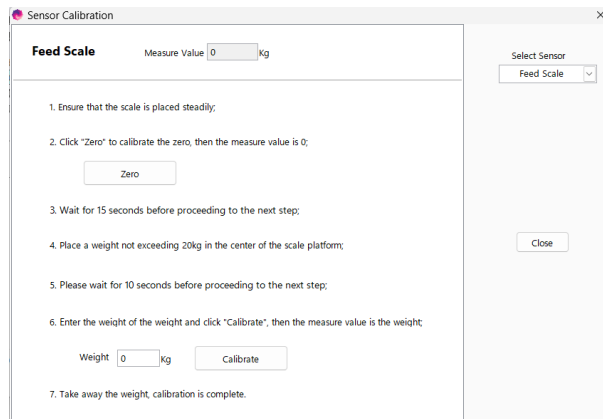 Sensor Calibration
Feed Scale
Measure Value 0 Kg
Select Sensor
Feed Scale
1. Ensure that the scale is placed steadily;
2. Click "Zero" to calibrate the zero, then the measure value is 0;
Zero
3. Wait for 15 seconds before proceeding to the next step;
4. Place a weight not exceeding 20kg in the center of the scale platform;
Close
5. Please wait for 10 seconds before proceeding to the next step;
6. Enter the weight of the weight and click "Calibrate", then the measure value is the weight;
Weight 0 Kg Calibrate
7. Take away the weight, calibration is complete.